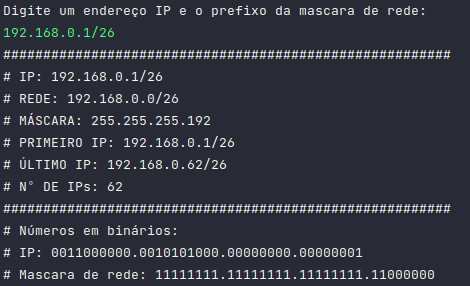 Digite um endereço IP e o prefixo da mascara de rede:
192.168.0.1/26
########################################################
# IP: 192.168.0.1/26
# REDE: 192.168.0.0/26
# MÁSCARA: 255.255.255.192
# PRIMEIRO IP: 192.168.0.1/26
# ÚLTIMO IP: 192.168.0.62/26
# N° DE IPs: 62
########################################################
# Números em binários:
# IP: 0011000000.0010101000.00000000.00000001
# Mascara de rede: 11111111.11111111.11111111.11000000